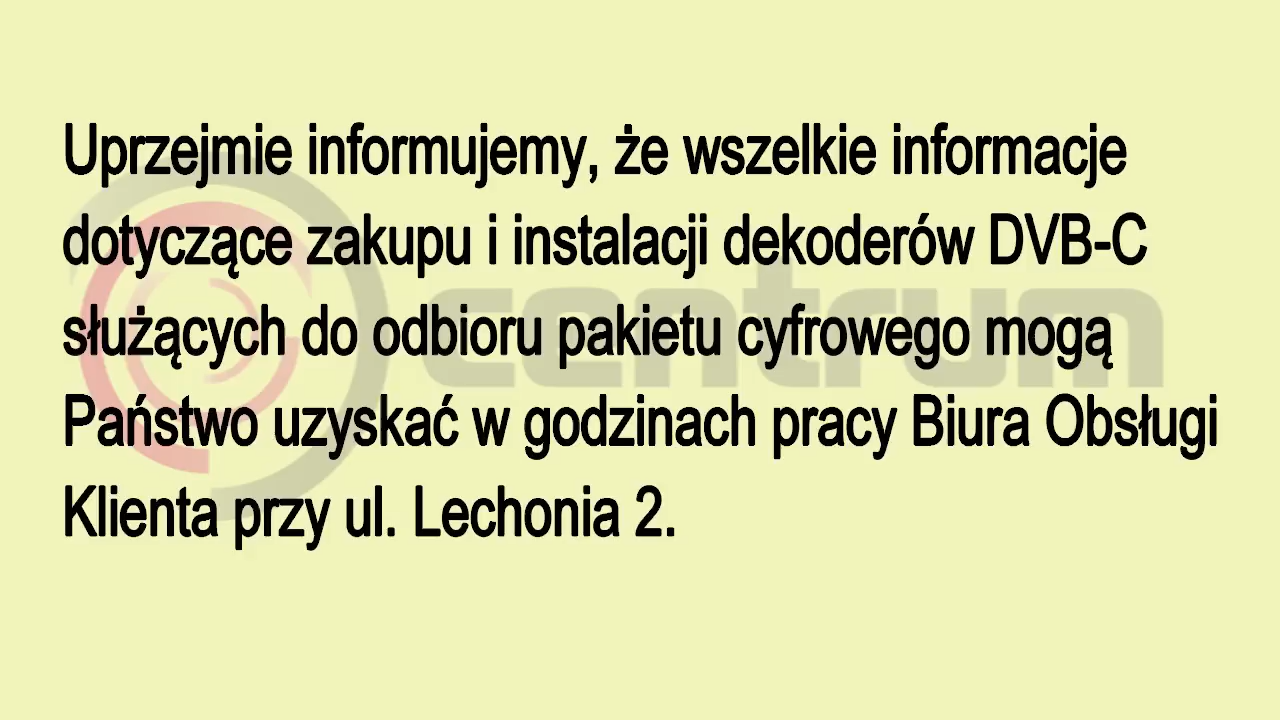 Uprzejmie informujemy, że wszelkie informacje
dotyczące zakupu i instalacji dekoderów DVB-C
służących do odbioru pakietu cyfrowego mogą
Państwo uzyskać w godzinach pracy Biura Obsługi
Klienta przy ul. Lechonia 2.
centrum